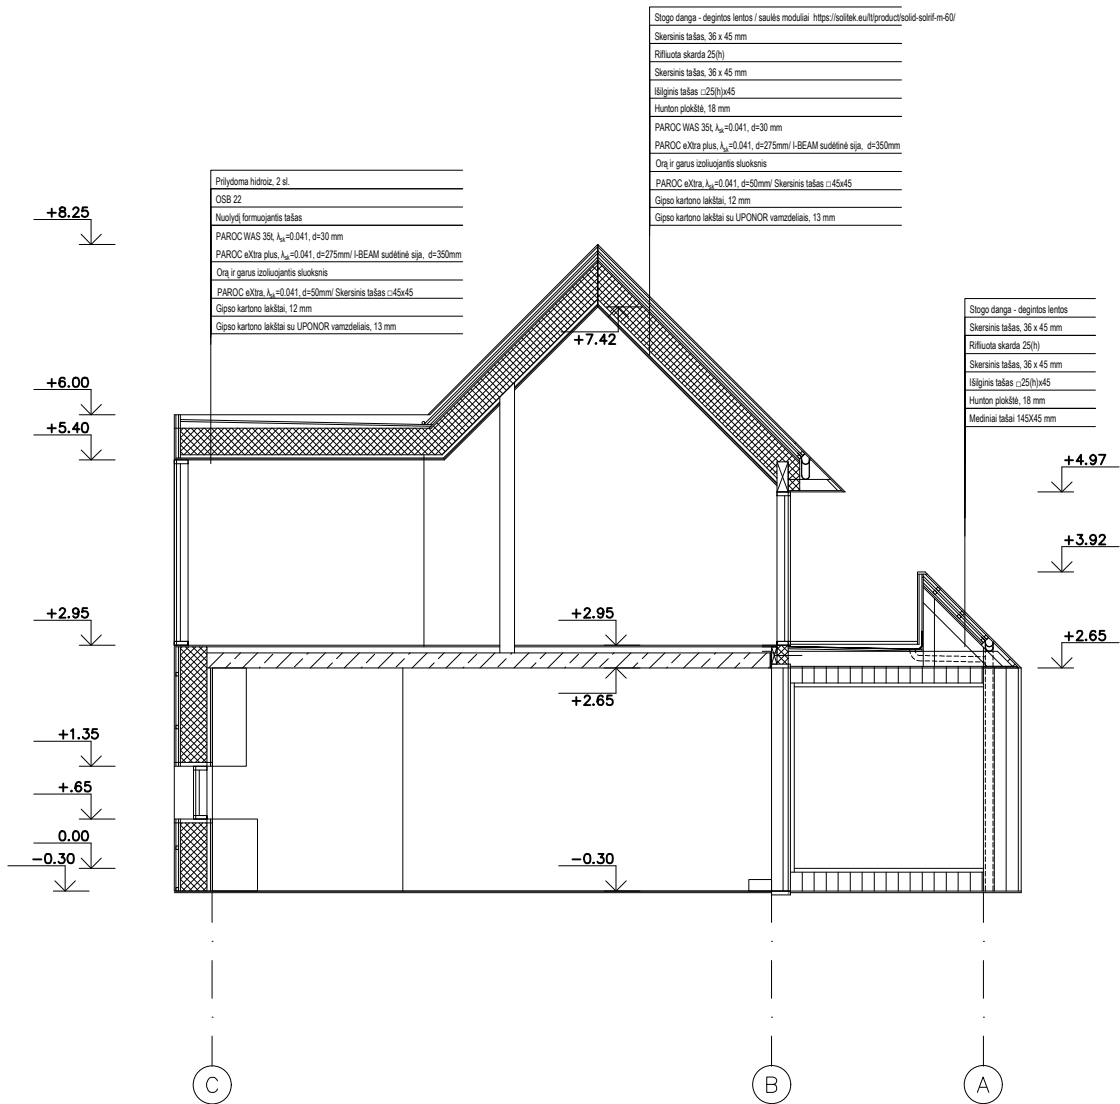 Stogo danga - degintos lentos / saulės moduliai https://solitek.eu/lt/product/solid-solrif-m-60/
Skersinis tašas, 36 x 45 mm
Rifliuota skarda 25(h)
Skersinis tašas, 36 x 45 mm
Išilginis tašas □25(h)x45
Hunton plokštė, 18 mm
PAROC WAS 35t, λsk=0.041, d=30 mm
PAROC eXtra plus, λsk=0.041, d=275mm/ I-BEAM sudėtinė sija, d=350mm
Orą ir garus izoliuojantis sluoksnis
PAROC eXtra, λsk=0.041, d=50mm/ Skersinis tašas □45x45
Gipso kartono lakštai, 12 mm
Gipso kartono lakštai su UPONOR vamzdeliais, 13 mm
Prilydoma hidroiz, 2 sl.
OSB 22
Nuolydį formuojantis tašas
PAROC WAS 35t, λsk=0.041, d=30 mm
PAROC eXtra plus, λsk=0.041, d=275mm/ I-BEAM sudėtinė sija, d=350mm
Orą ir garus izoliuojantis sluoksnis
PAROC eXtra, λsk=0.041, d=50mm/ Skersinis tašas □45x45
Gipso kartono lakštai, 12 mm
Gipso kartono lakštai su UPONOR vamzdeliais, 13 mm
Stogo danga - degintos lentos
Skersinis tašas, 36 x 45 mm
Rifliuota skarda 25(h)
Skersinis tašas, 36 x 45 mm
Išilginis tašas □25(h)x45
Hunton plokštė, 18 mm
Mediniai tašai 145X45 mm
+8.25
+7.42
+6.00
+5.40
+4.97
+3.92
+2.95
+2.95
+2.65
+2.65
+1.35
+.65
0.00
-0.30
-0.30
C
B
A